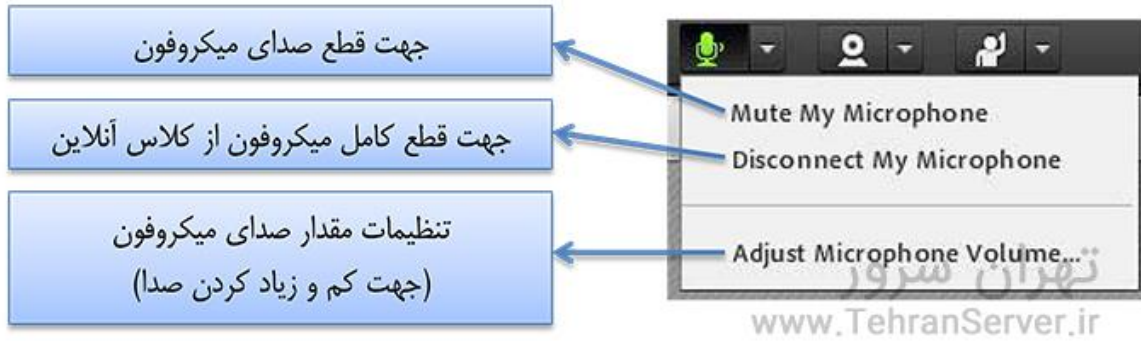 جهت قطع صدای میکروفون
Mute My Microphone
جهت قطع کامل میکروفون از کلاس آنلاین
Disconnect My Microphone
تنظیمات مقدار صدای میکروفون
(جهت کم و زیاد کردن صدا)
Adjust Microphone Volume...
تهران سرور
www.TehranServer.ir